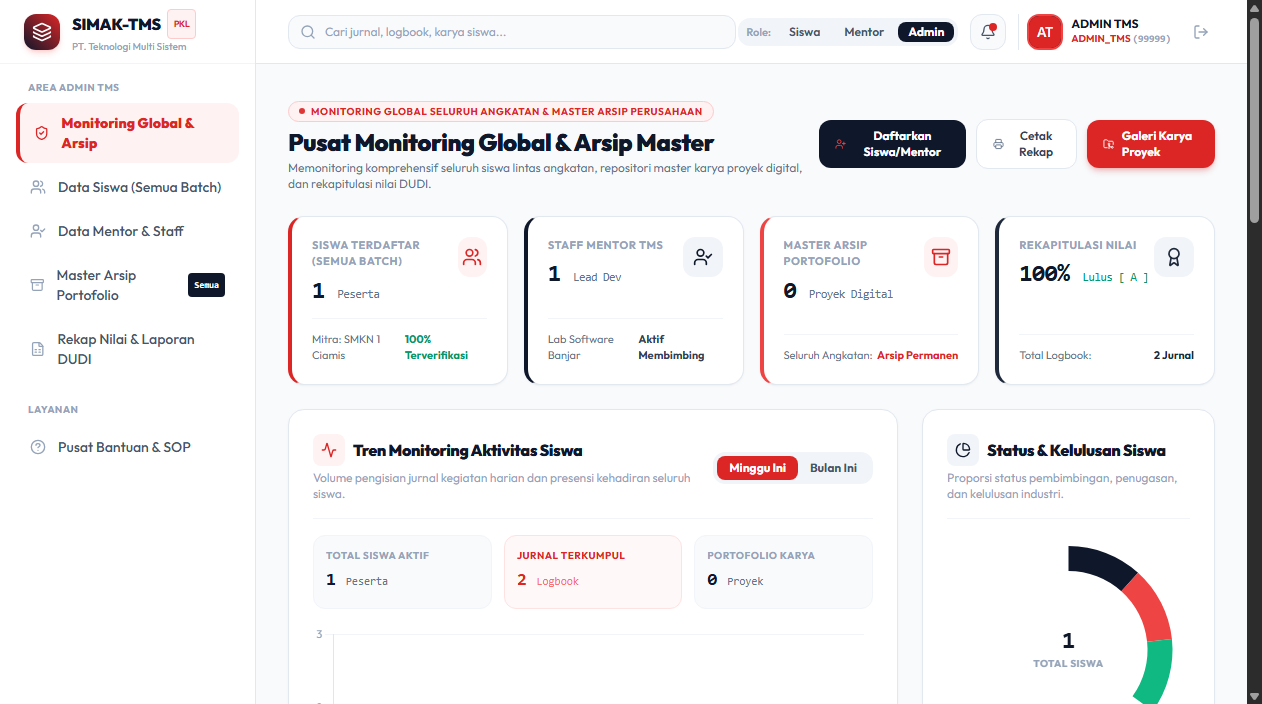 SIMAK-TMS PKL
PT. Teknologi Multi Sistem
Cari jurnal, logbook, karya siswa...
Role: Siswa Mentor Admin
AT
ADMIN TMS
ADMIN_TMS (99999)
AREA ADMIN TMS
Monitoring Global &
Arsip
Data Siswa (Semua Batch)
Data Mentor & Staff
Master Arsip
Portofolio
Semua
Rekap Nilai & Laporan
DUDI
LAYANAN
Pusat Bantuan & SOP
MONITORING GLOBAL SELURUH ANGKATAN & MASTER ARSIP PERUSAHAAN
Pusat Monitoring Global & Arsip Master
Memonitoring komprehensif seluruh siswa lintas angkatan, repositori master karya proyek digital,
dan rekapitulasi nilai DUDI.
Daftarkan
Siswa/Mentor
Cetak
Rekap
Galeri Karya
Proyek
SISWA TERDAFTAR
(SEMUA BATCH)
1 Peserta
Mitra: SMKN 1
Ciamis
100%
Terverifikasi
STAFF MENTOR TMS
1 Lead Dev
Lab Software
Banjar
Aktif
Membimbing
MASTER ARSIP
PORTOFOLIO
0 Proyek Digital
Seluruh Angkatan: Arsip Permanen
REKAPITULASI NILAI
100% Lulus [ A ]
Total Logbook: 2 Jurnal
Tren Monitoring Aktivitas Siswa
Volume pengisian jurnal kegiatan harian dan presensi kehadiran seluruh
siswa.
Minggu Ini Bulan Ini
TOTAL SISWA AKTIF
1 Peserta
JURNAL TERKUMPUL
2 Logbook
PORTOFOLIO KARYA
0 Proyek
3
Status & Kelulusan Siswa
Proporsi status pembimbingan, penugasan,
dan kelulusan industri.
1
TOTAL SISWA